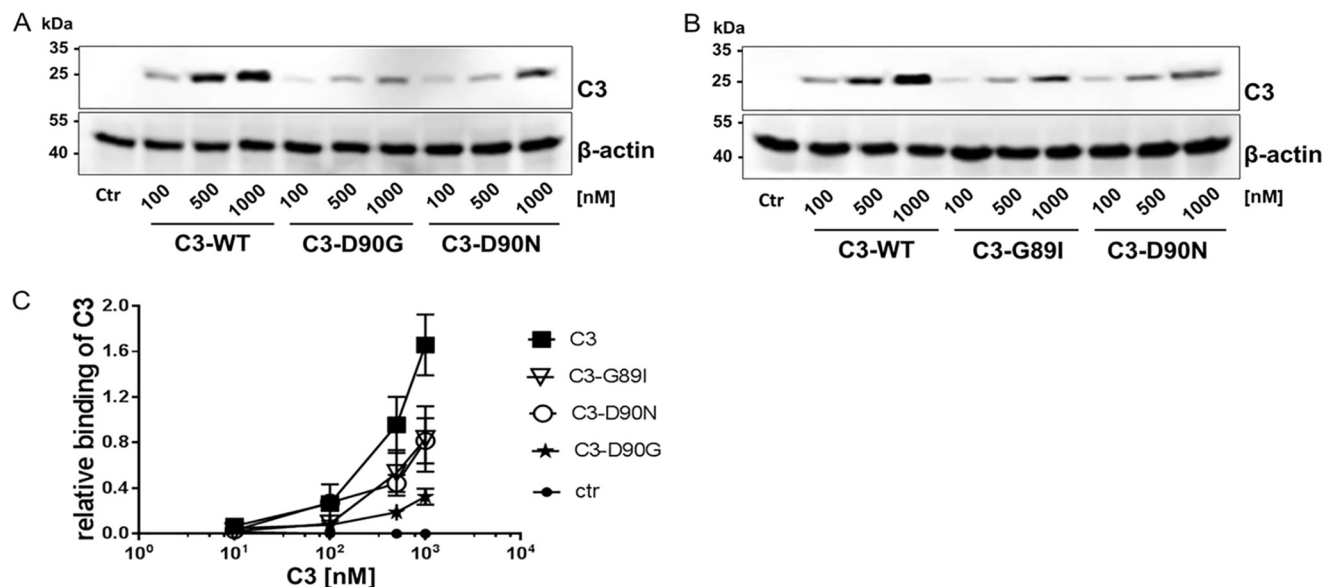 A
kDa
35
25
C3
55
40
β-actin
Ctr 100 500 1000 100 500 1000 100 500 1000 [nM]
C3-WT C3-D90G C3-D90N
B
kDa
35
25
C3
55
40
β-actin
Ctr 100 500 1000 100 500 1000 100 500 1000 [nM]
C3-WT C3-G89I C3-D90N
C
relative binding of C3
2.0
1.6
1.2
0.8
0.4
0.0
10⁰ 10¹ 10² 10³ 10⁴
C3 [nM]
C3
C3-G89I
C3-D90N
C3-D90G
ctr